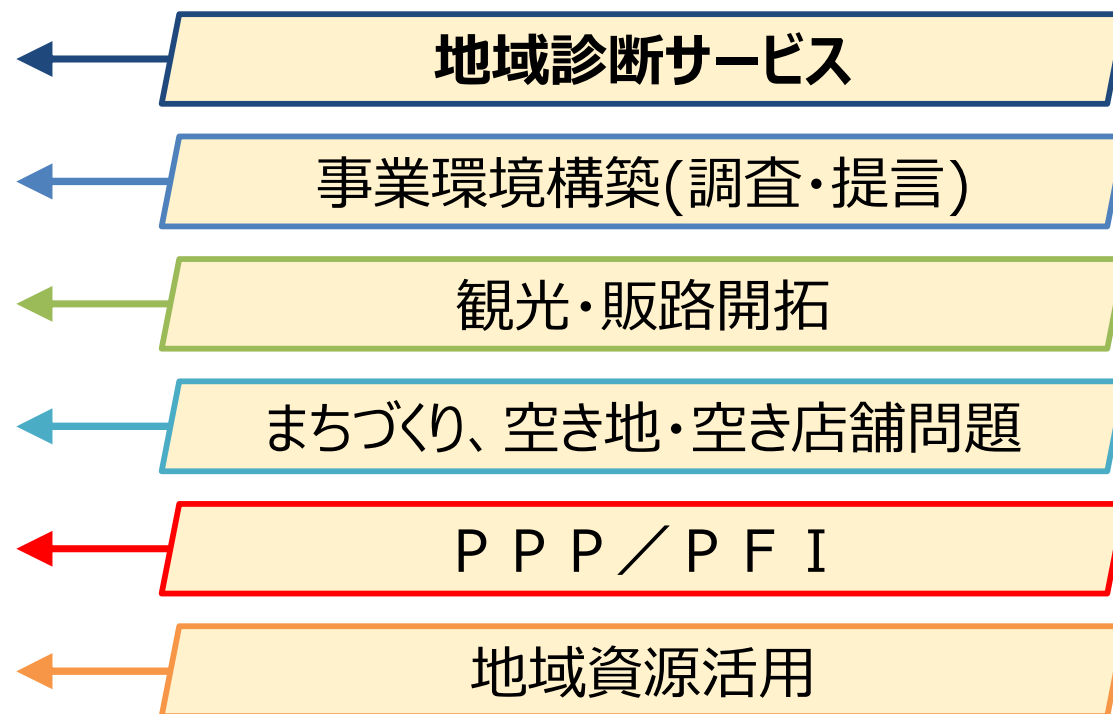 地域診断サービス
事業環境構築(調査・提言)
観光・販路開拓
まちづくり、空き地・空き店舗問題
ＰＰＰ／ＰＦＩ
地域資源活用